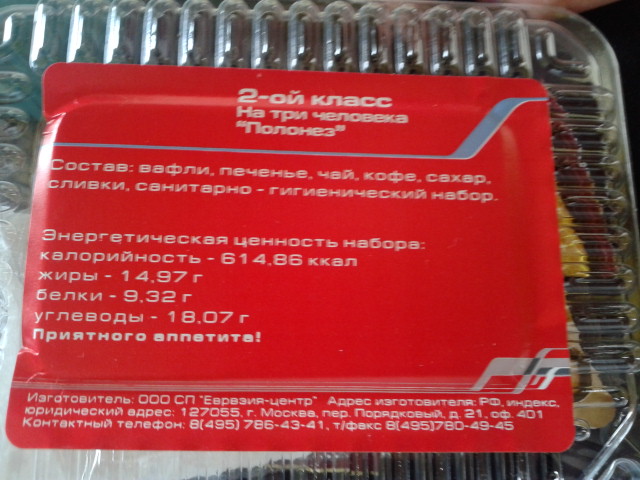 2-ой класс
На три человека
"Полонез"
Состав: вафли, печенье, чай, кофе, сахар,
сливки, санитарно - гигиенический набор.
Энергетическая ценность набора:
калорийность - 614,86 ккал
жиры - 14,97 г
белки - 9,32 г
углеводы - 18,07 г
Приятного аппетита!
Изготовитель: ООО СП "Евразия-центр" Адрес изготовителя: РФ, индекс,
юридический адрес: 127055, г. Москва, пер. Порядковый, д. 21, оф. 401
Контактный телефон: 8(495) 786-43-41, т/факс 8(495)780-49-45